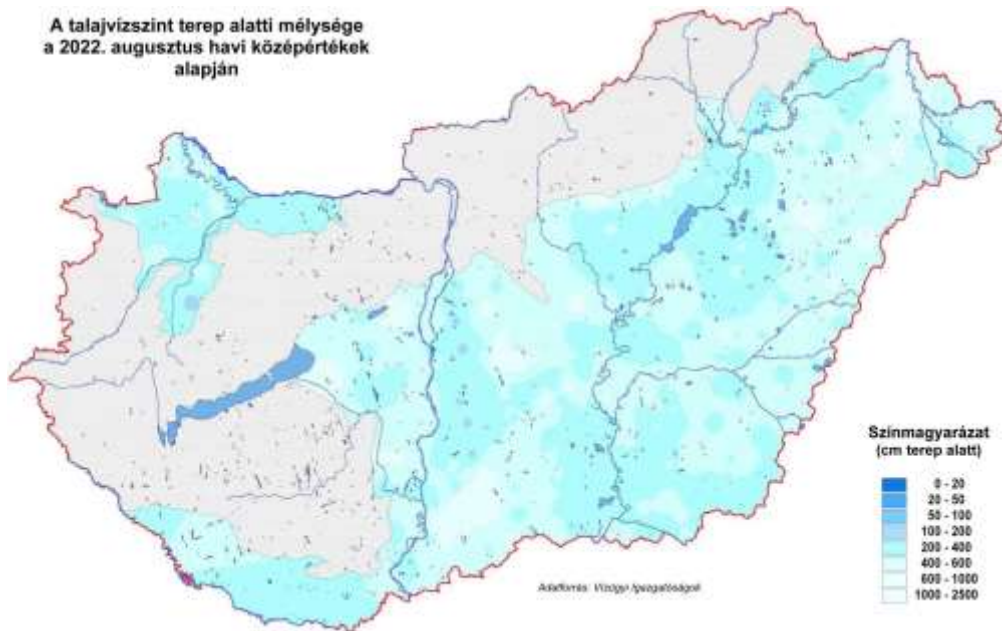 A talajvízszint terep alatti mélysége
a 2022. augusztus havi középértékek
alapján
Színmagyarázat
(cm terep alatt)
0 - 20
20 - 50
50 - 100
100 - 200
200 - 400
400 - 600
600 - 1000
1000 - 2500
Adatforrás: Vízügyi Igazgatóságok